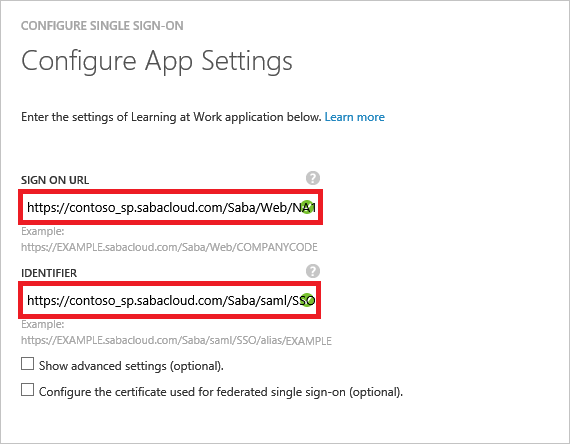 CONFIGURE SINGLE SIGN-ON
Configure App Settings
Enter the settings of Learning at Work application below. Learn more
SIGN ON URL
https://contoso_sp.sabacloud.com/Saba/Web/NA1
Example:
https://EXAMPLE.sabacloud.com/Saba/Web/COMPANYCODE
IDENTIFIER
https://contoso_sp.sabacloud.com/Saba/saml/SSO
Example:
https://EXAMPLE.sabacloud.com/Saba/saml/SSO/alias/EXAMPLE
Show advanced settings (optional).
Configure the certificate used for federated single sign-on (optional).